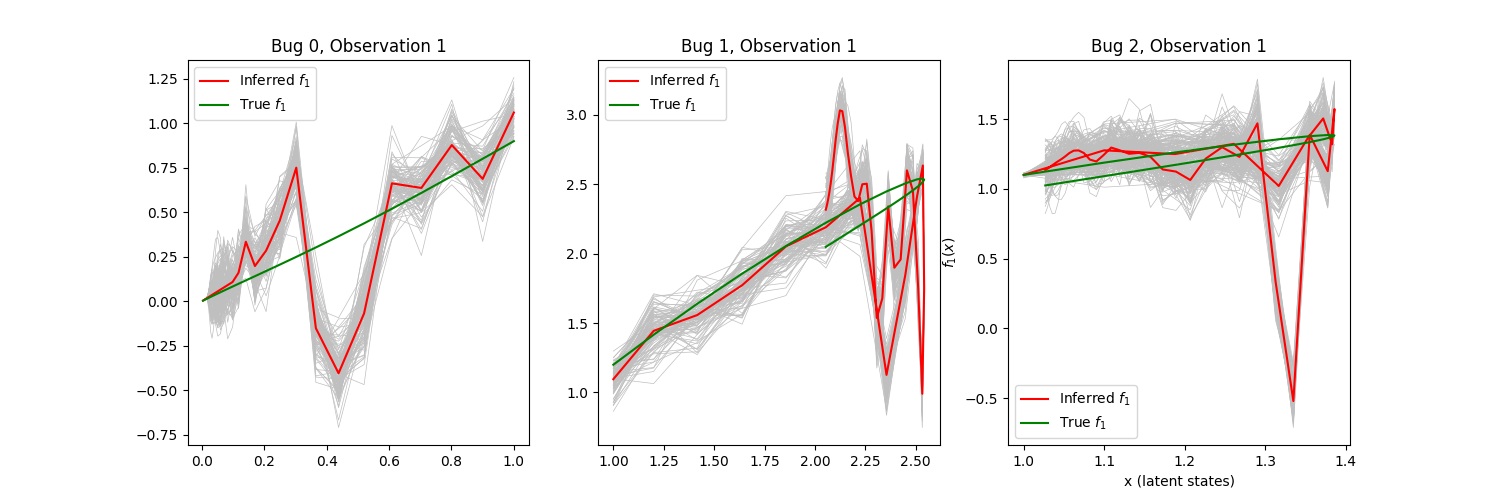 Bug 0, Observation 1
Inferred f₁
True f₁
1.25
1.00
0.75
0.50
0.25
0.00
−0.25
−0.50
−0.75
0.0 0.2 0.4 0.6 0.8 1.0
Bug 1, Observation 1
Inferred f₁
True f₁
3.0
2.5
2.0
1.5
1.0
1.00 1.25 1.50 1.75 2.00 2.25 2.50
Bug 2, Observation 1
f₁(x)
1.5
1.0
0.5
0.0
−0.5
Inferred f₁
True f₁
1.0 1.1 1.2 1.3 1.4
x (latent states)